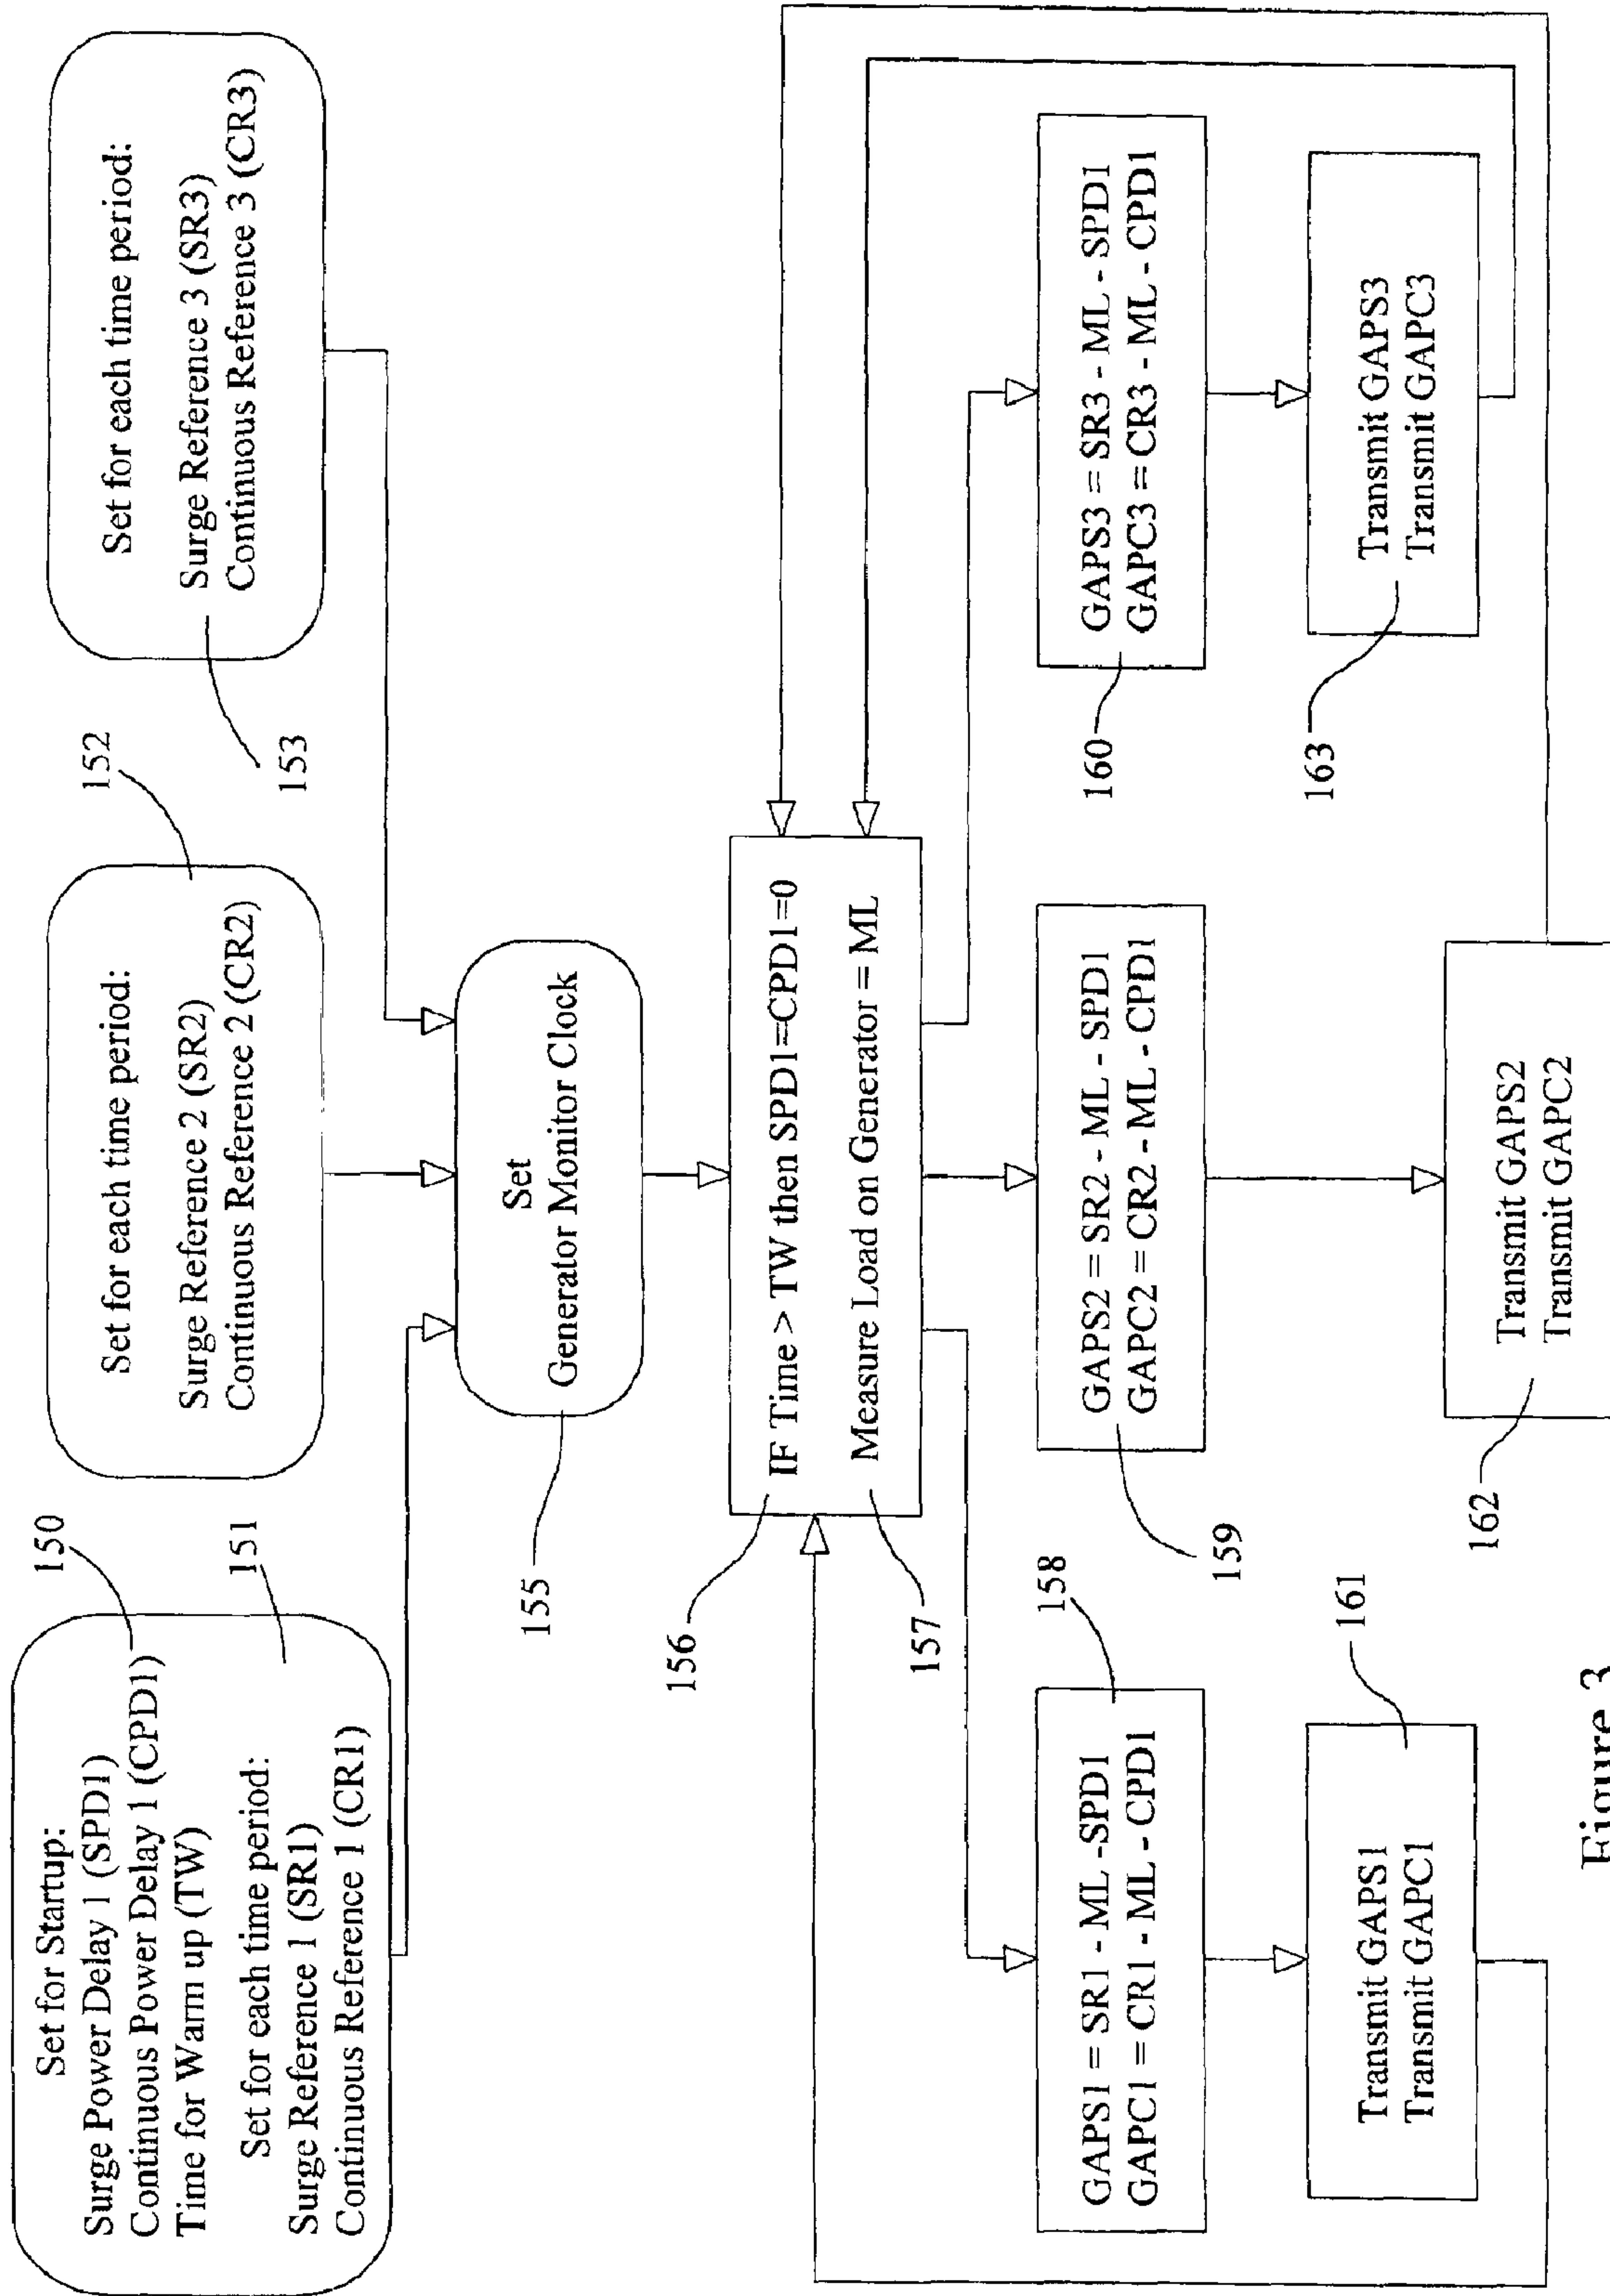 Set for Startup:
Surge Power Delay 1 (SPD1)
Continuous Power Delay 1 (CPD1)
Time for Warm up (TW)
Set for each time period:
Surge Reference 1 (SR1)
Continuous Reference 1 (CR1)
150
151
Set for each time period:
Surge Reference 2 (SR2)
Continuous Reference 2 (CR2)
152
Set for each time period:
Surge Reference 3 (SR3)
Continuous Reference 3 (CR3)
153
Set
Generator Monitor Clock
155
IF Time > TW then SPD1=CPD1=0
Measure Load on Generator = ML
156
157
GAPS1 = SR1 - ML -SPD1
GAPC1 = CR1 - ML - CPD1
158
GAPS2 = SR2 - ML - SPD1
GAPC2 = CR2 - ML - CPD1
159
GAPS3 = SR3 - ML - SPD1
GAPC3 = CR3 - ML - CPD1
160
Transmit GAPS1
Transmit GAPC1
161
Transmit GAPS2
Transmit GAPC2
162
Transmit GAPS3
Transmit GAPC3
163
Figure 3